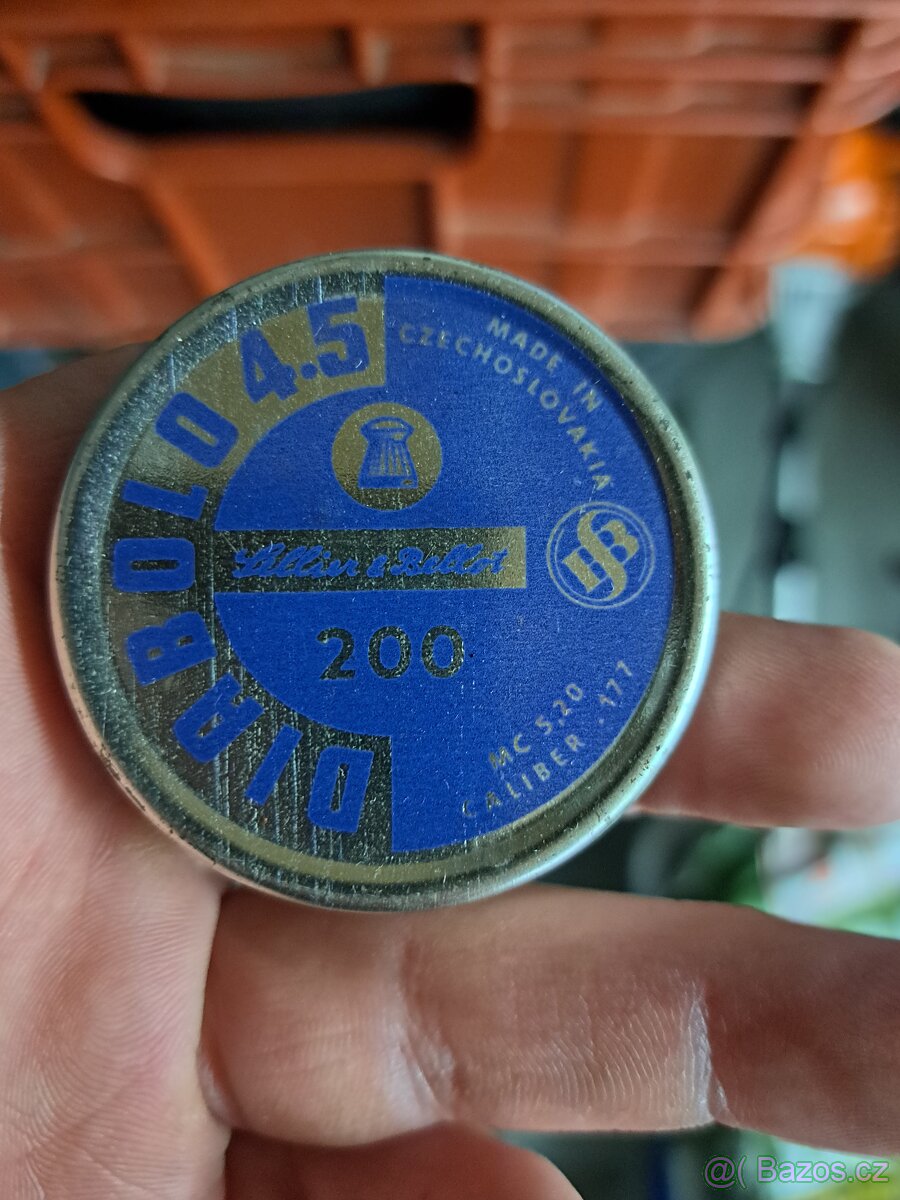 DIABOLO 4.5
MADE IN
CZECHOSLOVAKIA
Sellier & Bellot
200
MC 5,20
CALIBER .177
@( Bazos.cz